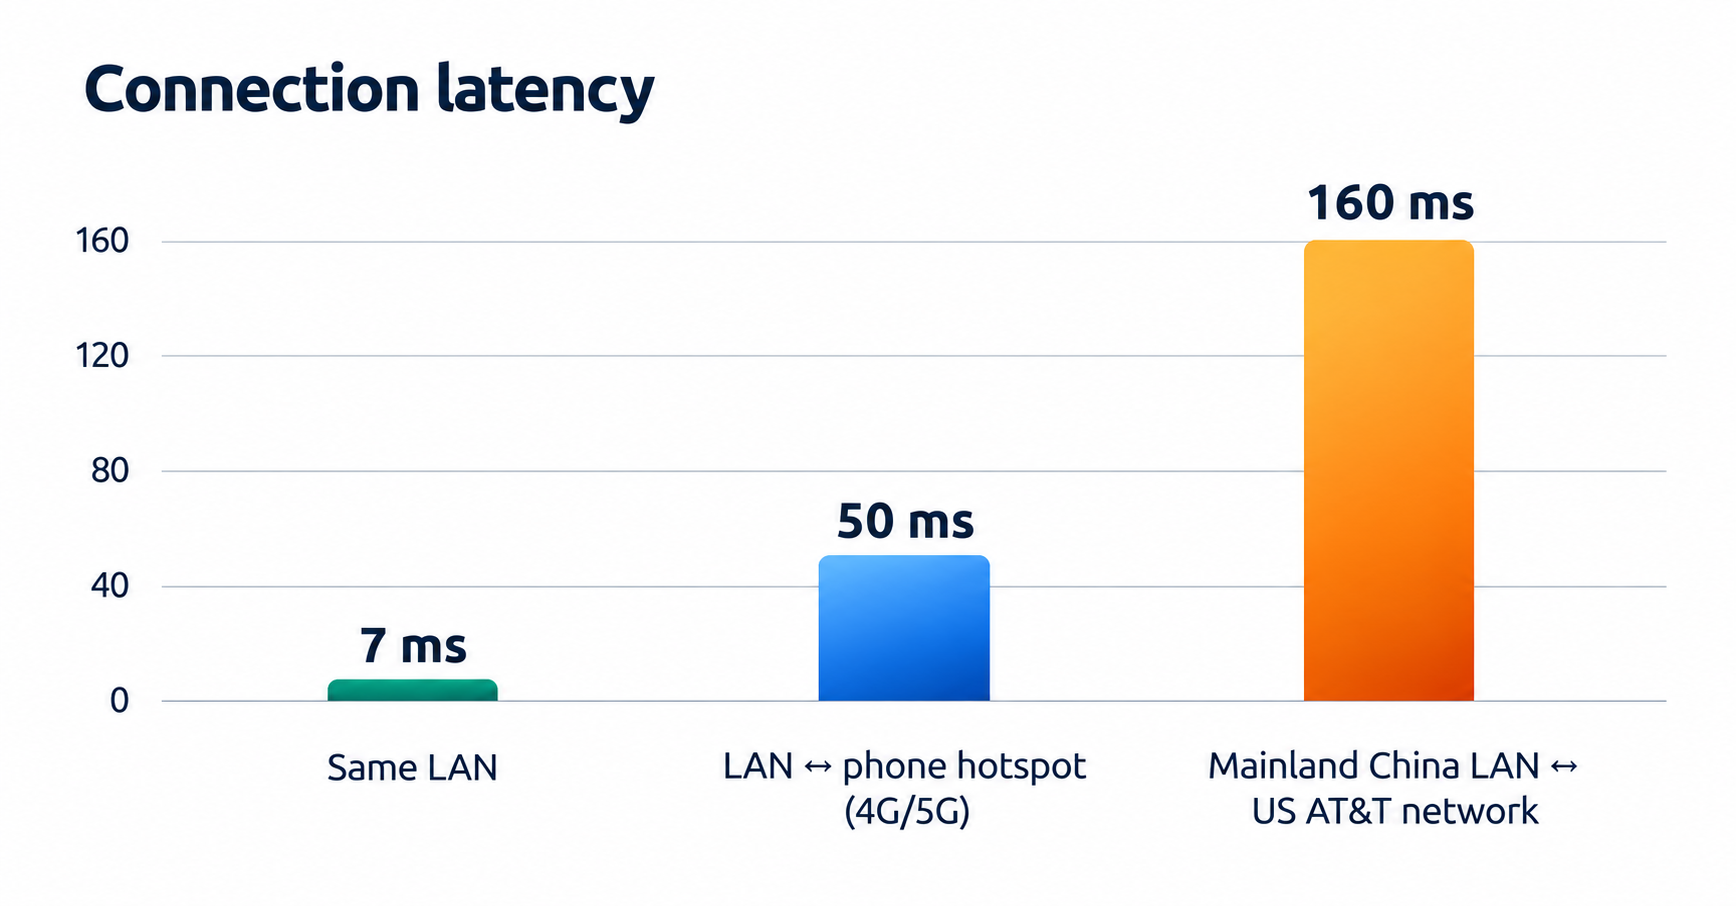 Connection latency
160 ms
160
120
80
50 ms
40
7 ms
0
Same LAN
LAN ↔ phone hotspot
(4G/5G)
Mainland China LAN ↔
US AT&T network